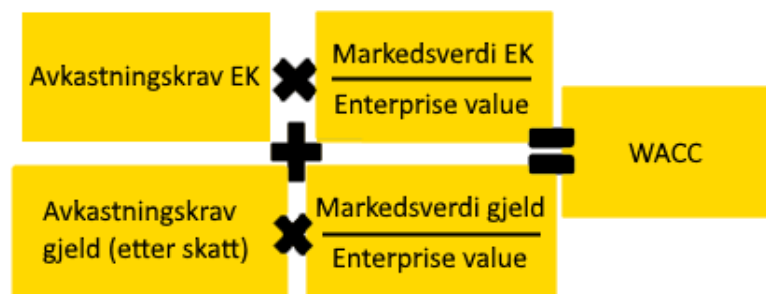 Avkastningskrav EK
Markedsverdi EK
Enterprise value
Avkastningskrav
gjeld (etter skatt)
Markedsverdi gjeld
Enterprise value
WACC